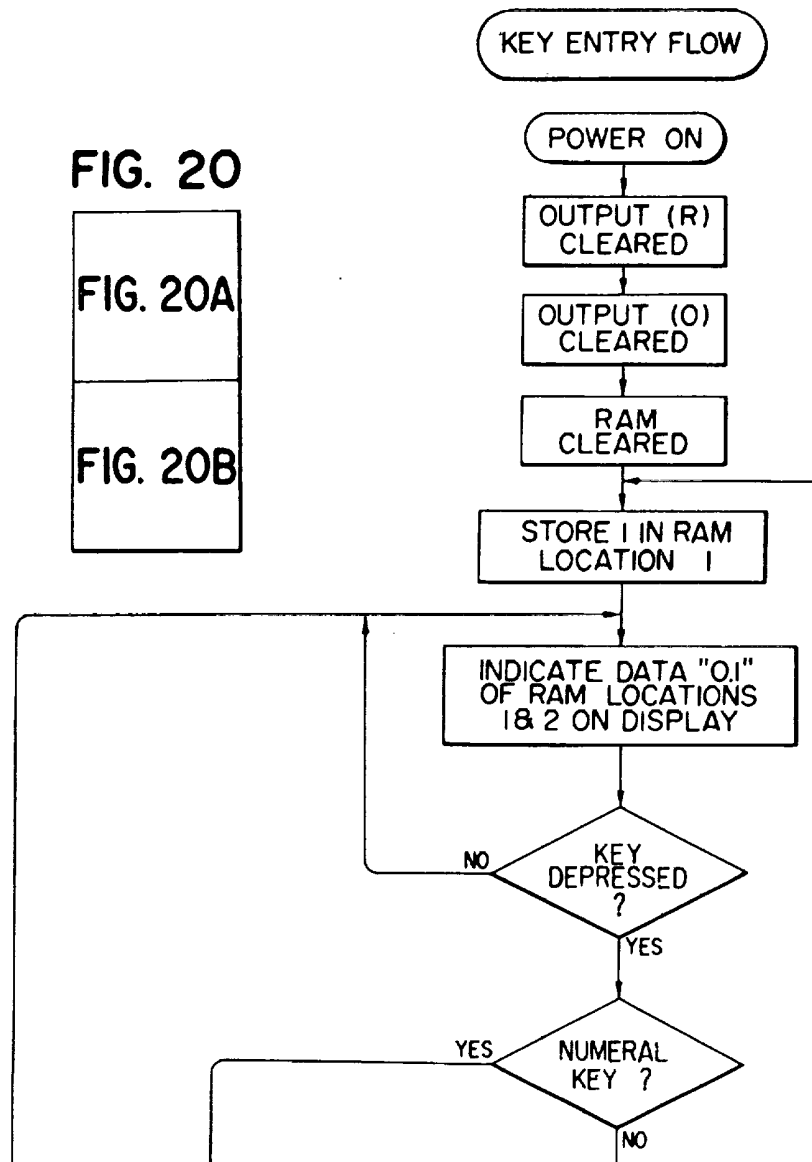 KEY ENTRY FLOW
POWER ON
FIG. 20
FIG. 20A
FIG. 20B
OUTPUT (R)
CLEARED
OUTPUT (O)
CLEARED
RAM
CLEARED
STORE 1 IN RAM
LOCATION 1
INDICATE DATA "0.1"
OF RAM LOCATIONS
1 & 2 ON DISPLAY
KEY
DEPRESSED
?
NO
YES
NUMERAL
KEY ?
YES
NO